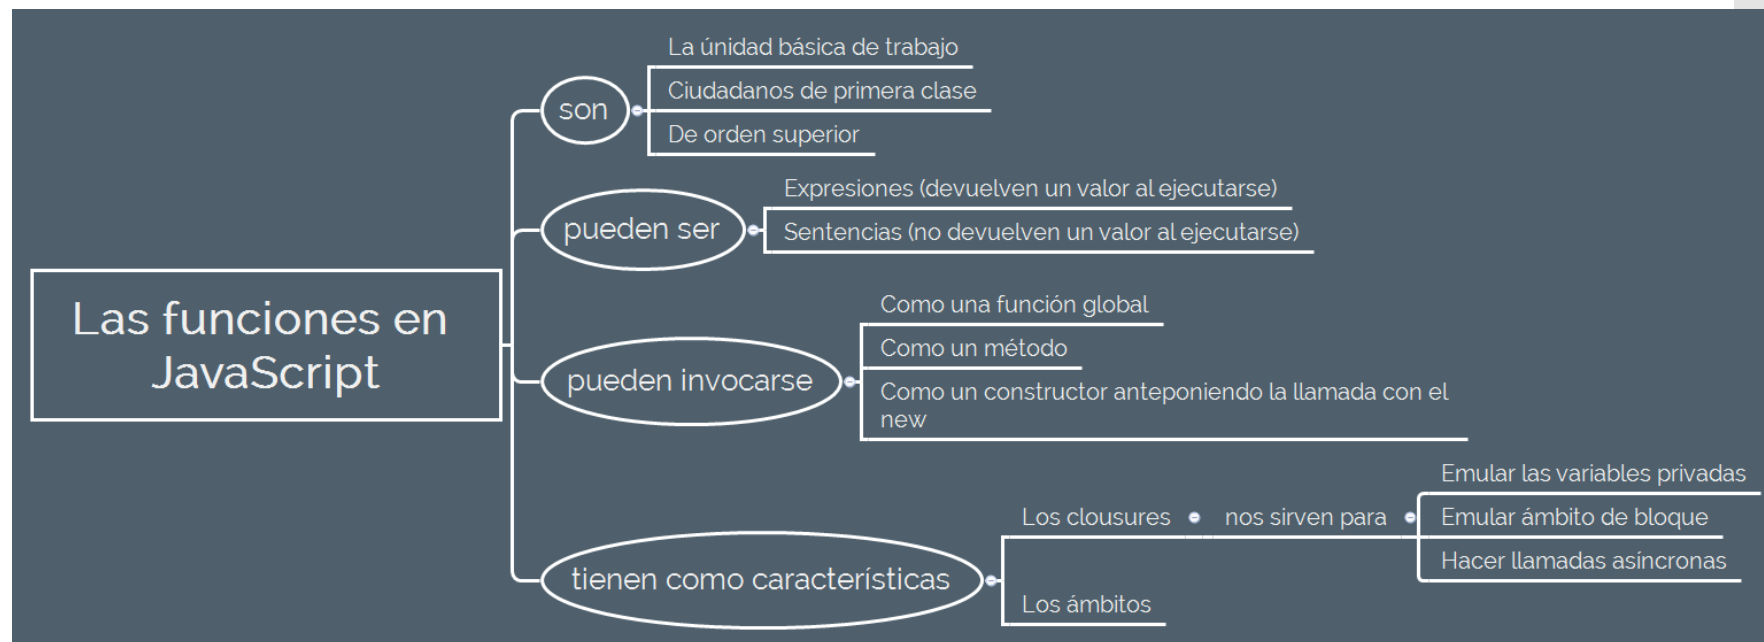 Las funciones en
JavaScript
son
La únidad básica de trabajo
Ciudadanos de primera clase
De orden superior
pueden ser
Expresiones (devuelven un valor al ejecutarse)
Sentencias (no devuelven un valor al ejecutarse)
pueden invocarse
Como una función global
Como un método
Como un constructor anteponiendo la llamada con el
new
tienen como características
Los clousures
nos sirven para
Emular las variables privadas
Emular ámbito de bloque
Hacer llamadas asíncronas
Los ámbitos